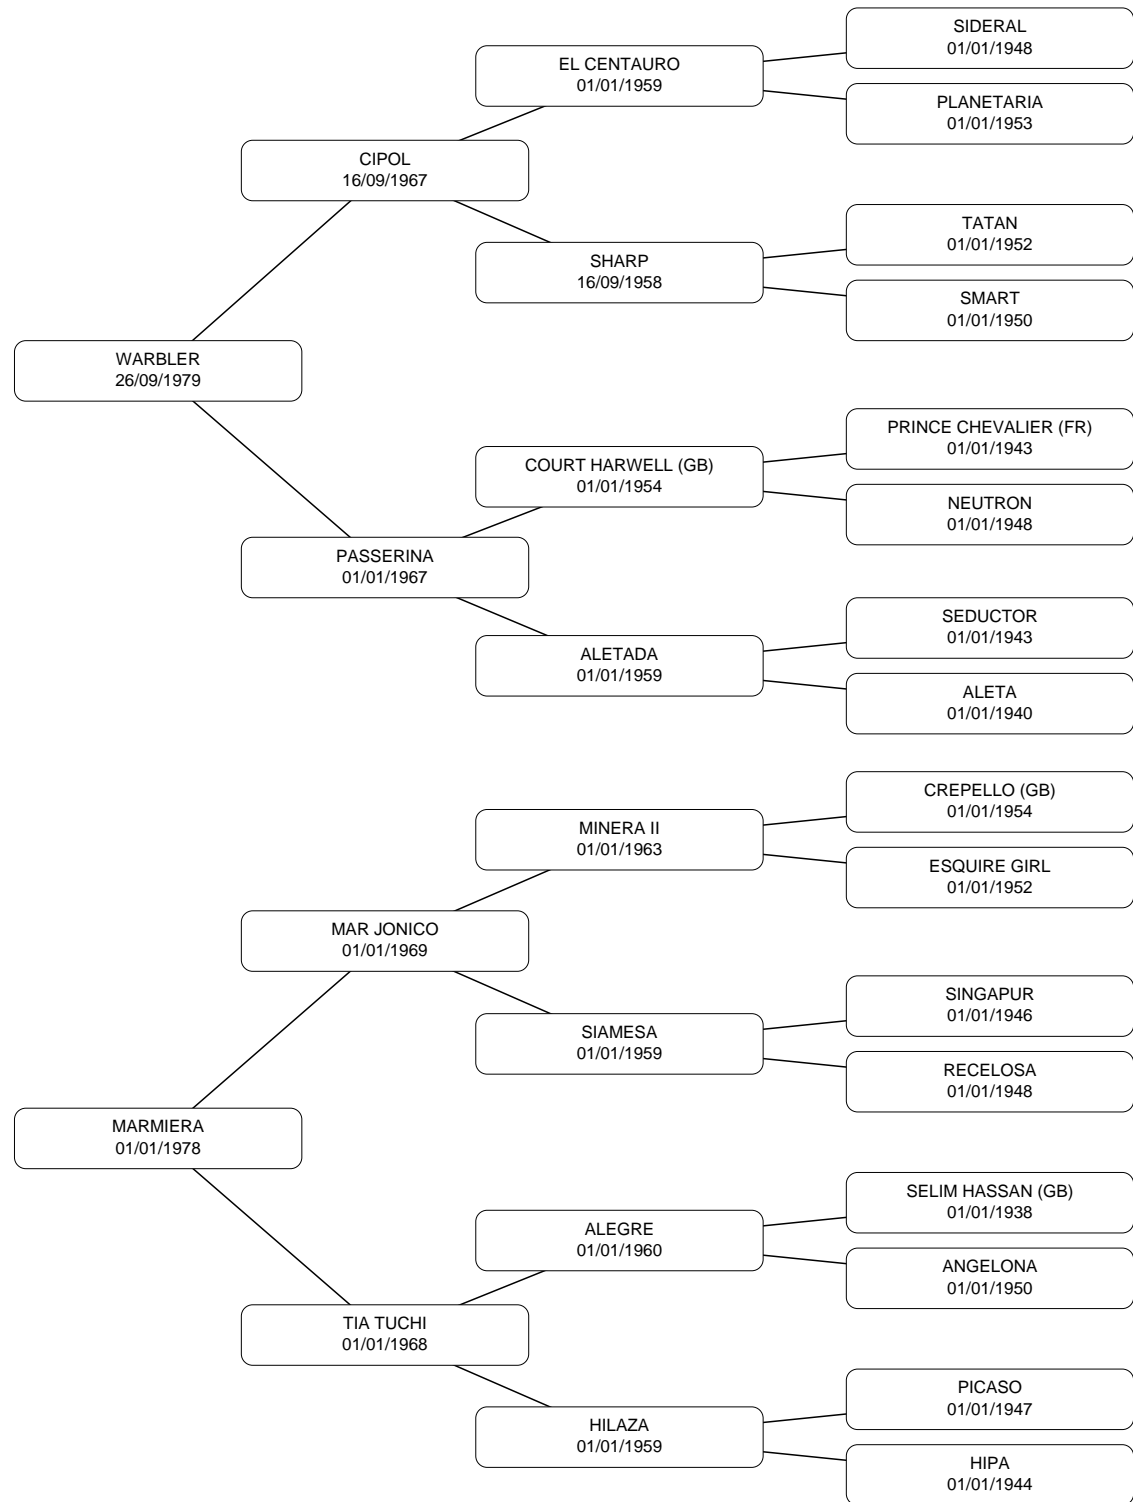 SIDERAL
01/01/1948
EL CENTAURO
01/01/1959
PLANETARIA
01/01/1953
CIPOL
16/09/1967
TATAN
01/01/1952
SHARP
16/09/1958
SMART
01/01/1950
WARBLER
26/09/1979
PRINCE CHEVALIER (FR)
01/01/1943
COURT HARWELL (GB)
01/01/1954
NEUTRON
01/01/1948
PASSERINA
01/01/1967
SEDUCTOR
01/01/1943
ALETADA
01/01/1959
ALETA
01/01/1940
CREPELLO (GB)
01/01/1954
MINERA II
01/01/1963
ESQUIRE GIRL
01/01/1952
MAR JONICO
01/01/1969
SINGAPUR
01/01/1946
SIAMESA
01/01/1959
RECELOSA
01/01/1948
MARMIERA
01/01/1978
SELIM HASSAN (GB)
01/01/1938
ALEGRE
01/01/1960
ANGELONA
01/01/1950
TIA TUCHI
01/01/1968
PICASO
01/01/1947
HILAZA
01/01/1959
HIPA
01/01/1944